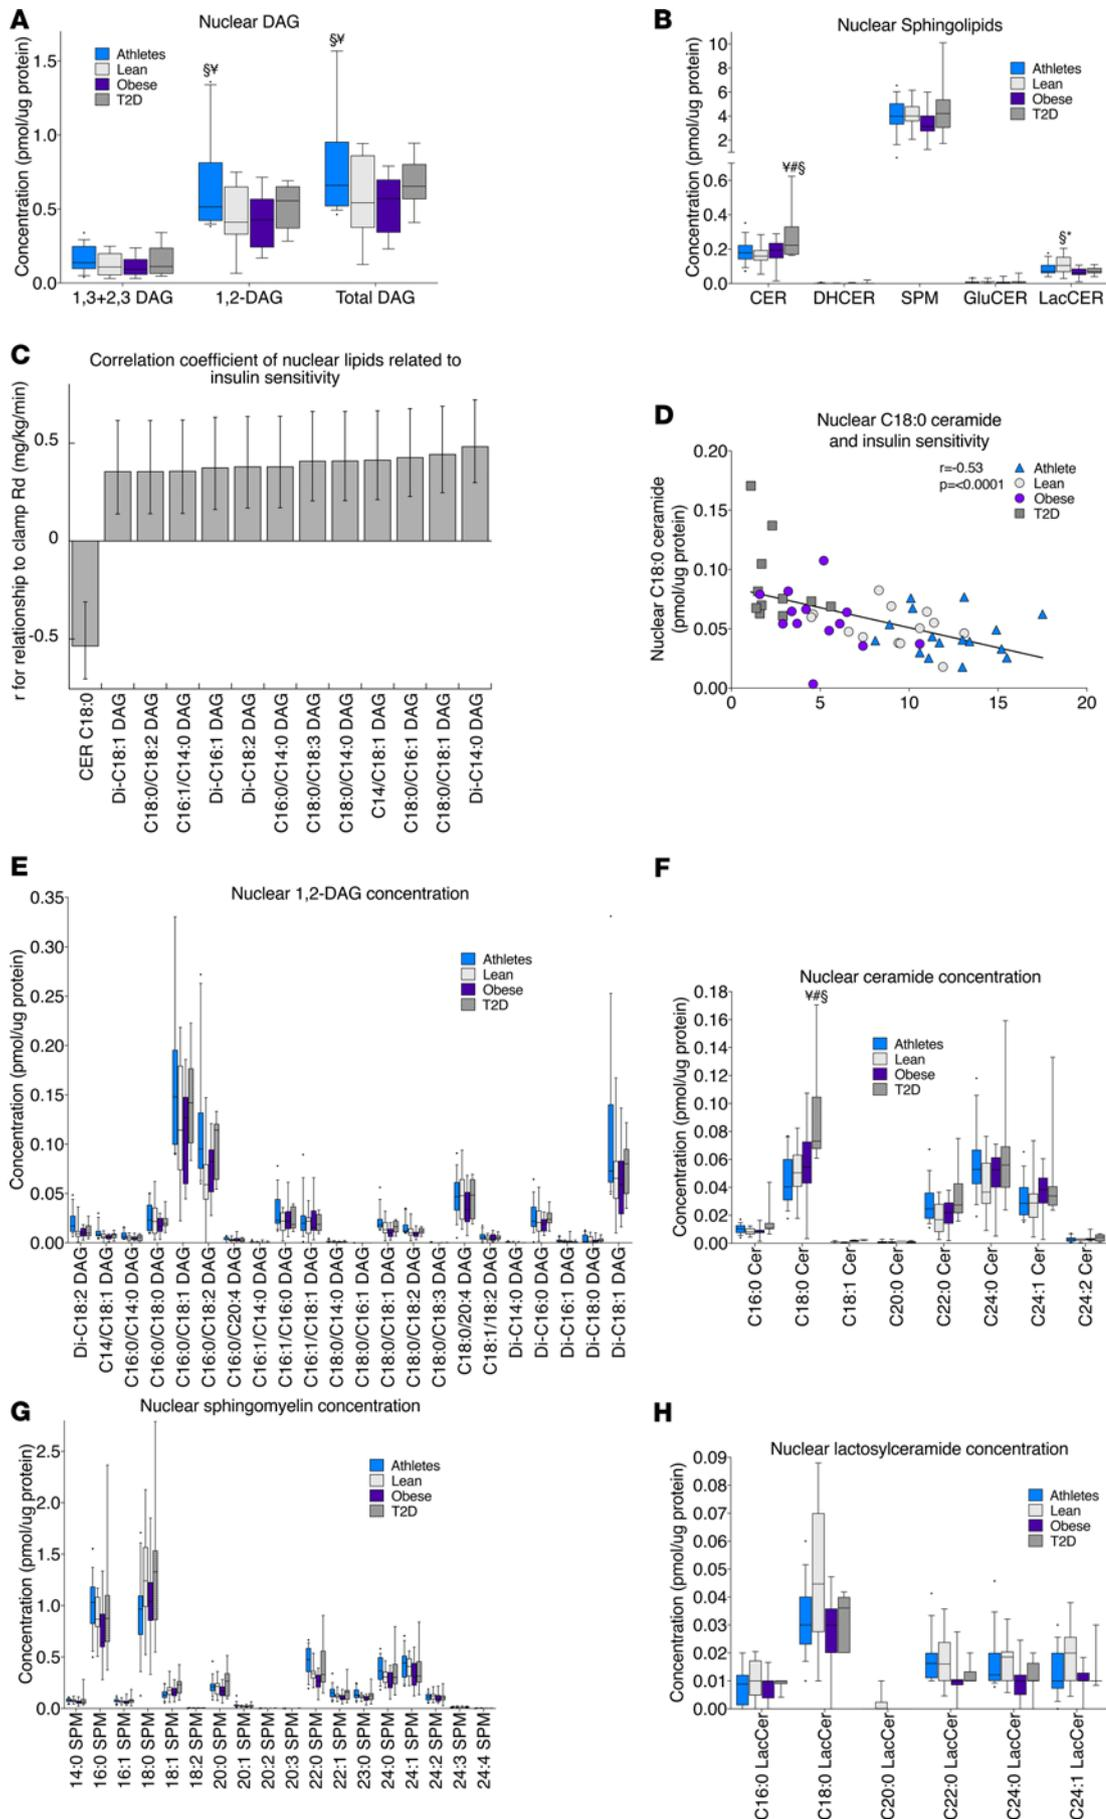 A
Nuclear DAG
Concentration (pmol/ug protein)
1.5
1.0
0.5
0.0
§¥
§¥
Athletes
Lean
Obese
T2D
1,3+2,3 DAG
1,2-DAG
Total DAG
B
Nuclear Sphingolipids
Concentration (pmol/ug protein)
10
8
6
4
2
0.6
0.4
0.2
0.0
¥#§
§*
Athletes
Lean
Obese
T2D
CER
DHCER
SPM
GluCER
LacCER
C
Correlation coefficient of nuclear lipids related to
insulin sensitivity
r for relationship to clamp Rd (mg/kg/min)
0.5
0
-0.5
CER C18:0
Di-C18:1 DAG
C18:0/C18:2 DAG
C16:1/C14:0 DAG
Di-C16:1 DAG
Di-C18:2 DAG
C16:0/C14:0 DAG
C18:0/C18:3 DAG
C18:0/C14:0 DAG
C14/C18:1 DAG
C18:0/C16:1 DAG
C18:0/C18:1 DAG
Di-C14:0 DAG
D
Nuclear C18:0 ceramide
and insulin sensitivity
Nuclear C18:0 ceramide
(pmol/ug protein)
0.20
0.15
0.10
0.05
0.00
r=-0.53
p=<0.0001
Athlete
Lean
Obese
T2D
0
5
10
15
20
E
Nuclear 1,2-DAG concentration
Concentration (pmol/ug protein)
0.35
0.30
0.25
0.20
0.15
0.10
0.05
0.00
Athletes
Lean
Obese
T2D
Di-C18:2 DAG
C14/C18:1 DAG
C16:0/C14:0 DAG
C16:0/C18:0 DAG
C16:0/C18:1 DAG
C16:0/C18:2 DAG
C16:0/C20:4 DAG
C16:1/C14:0 DAG
C16:1/C16:0 DAG
C16:1/C18:1 DAG
C18:0/C14:0 DAG
C18:0/C16:1 DAG
C18:0/C18:1 DAG
C18:0/C18:2 DAG
C18:0/C18:3 DAG
C18:0/20:4 DAG
C18:1/18:2 DAG
Di-C14:0 DAG
Di-C16:0 DAG
Di-C16:1 DAG
Di-C18:0 DAG
Di-C18:1 DAG
F
Nuclear ceramide concentration
Concentration (pmol/ug protein)
0.18
0.16
0.14
0.12
0.10
0.08
0.06
0.04
0.02
0.00
¥#§
Athletes
Lean
Obese
T2D
C16:0 Cer
C18:0 Cer
C18:1 Cer
C20:0 Cer
C22:0 Cer
C24:0 Cer
C24:1 Cer
C24:2 Cer
G
Nuclear sphingomyelin concentration
Concentration (pmol/ug protein)
2.5
2.0
1.5
1.0
0.5
0.0
Athletes
Lean
Obese
T2D
14:0 SPM
16:0 SPM
16:1 SPM
18:0 SPM
18:1 SPM
18:2 SPM
20:0 SPM
20:1 SPM
20:2 SPM
20:3 SPM
22:0 SPM
22:1 SPM
23:0 SPM
24:0 SPM
24:1 SPM
24:2 SPM
24:3 SPM
24:4 SPM
H
Nuclear lactosylceramide concentration
Concentration (pmol/ug protein)
0.09
0.08
0.07
0.06
0.05
0.04
0.03
0.02
0.01
0.00
Athletes
Lean
Obese
T2D
C16:0 LacCer
C18:0 LacCer
C20:0 LacCer
C22:0 LacCer
C24:0 LacCer
C24:1 LacCer